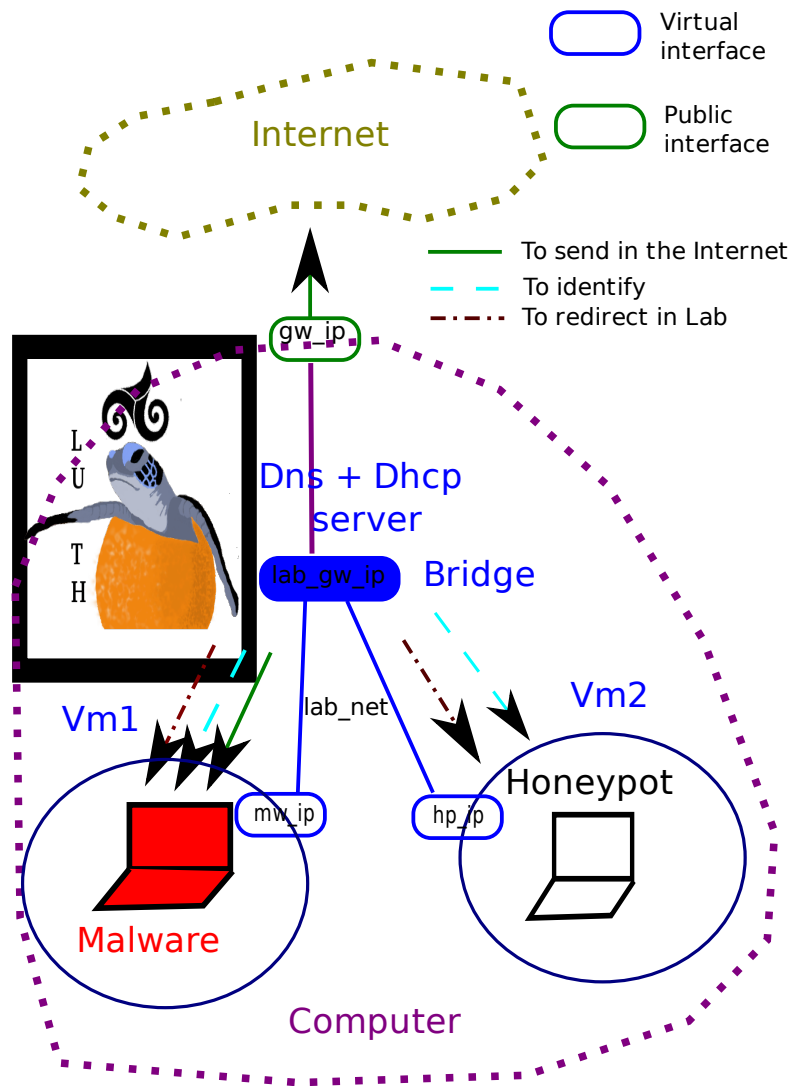 Virtual
interface
Public
interface
Internet
To send in the Internet
To identify
To redirect in Lab
gw_ip
L
U
T
H
Dns + Dhcp
server
lab_gw_ip
Bridge
lab_net
Vm1
Vm2
Honeypot
mw_ip
hp_ip
Malware
Computer